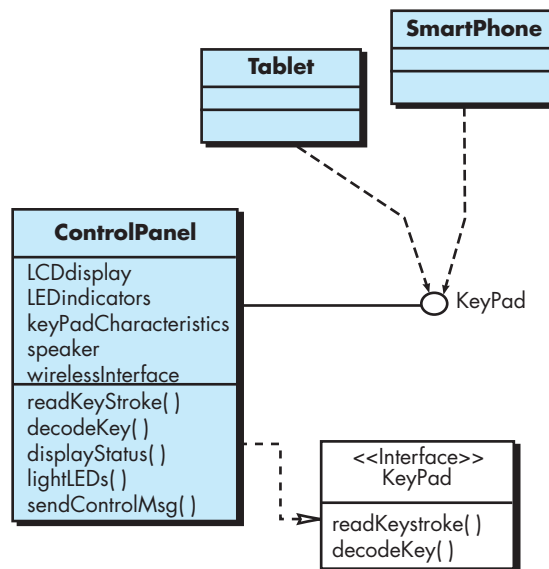 SmartPhone
Tablet
ControlPanel
LCDdisplay
LEDindicators
keyPadCharacteristics
speaker
wirelessInterface
readKeyStroke( )
decodeKey( )
displayStatus( )
lightLEDs( )
sendControlMsg( )
KeyPad
<<Interface>>
KeyPad
readKeystroke( )
decodeKey( )